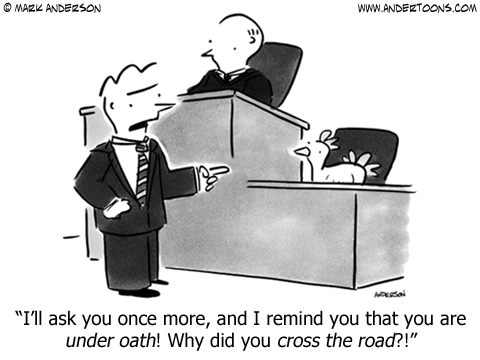 © MARK ANDERSON
WWW.ANDERTOONS.COM
ANDERSON
“I’ll ask you once more, and I remind you that you are
under oath! Why did you cross the road?!”